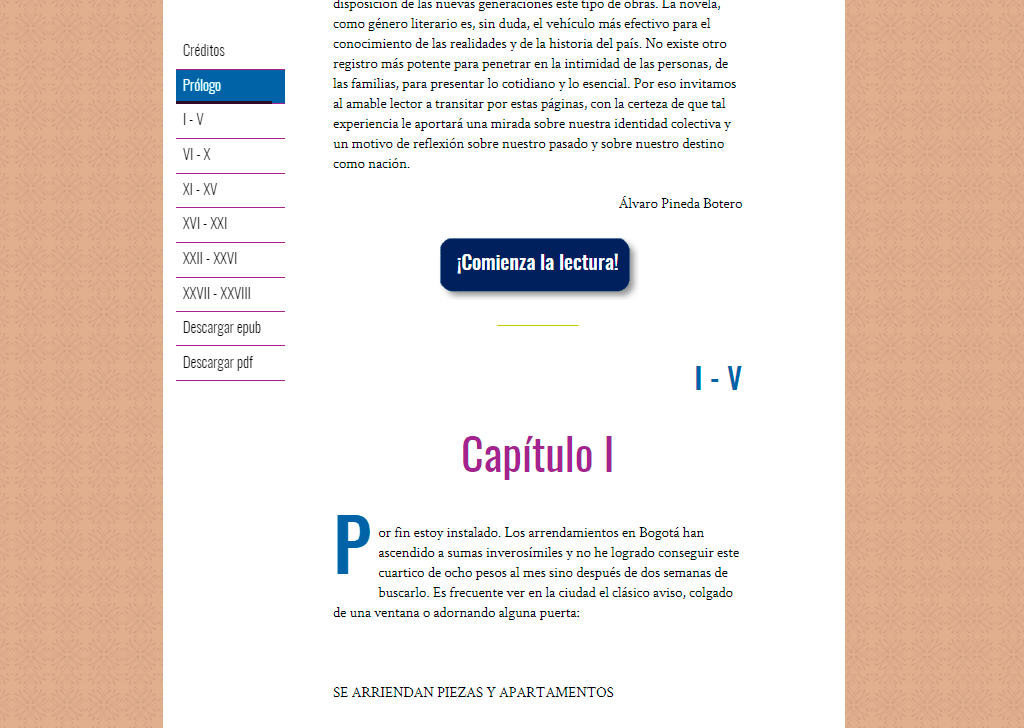 Créditos
Prólogo
I - V
VI - X
XI - XV
XVI - XXI
XXII - XXVI
XXVII - XXVIII
Descargar epub
Descargar pdf
disposición de las nuevas generaciones este tipo de obras. La novela,
como género literario es, sin duda, el vehículo más efectivo para el
conocimiento de las realidades y de la historia del país. No existe otro
registro más potente para penetrar en la intimidad de las personas, de
las familias, para presentar lo cotidiano y lo esencial. Por eso invitamos
al amable lector a transitar por estas páginas, con la certeza de que tal
experiencia le aportará una mirada sobre nuestra identidad colectiva y
un motivo de reflexión sobre nuestro pasado y sobre nuestro destino
como nación.
Álvaro Pineda Botero
¡Comienza la lectura!
I - V
Capítulo I
Por fin estoy instalado. Los arrendamientos en Bogotá han
ascendido a sumas inverosímiles y no he logrado conseguir este
cuartico de ocho pesos al mes sino después de dos semanas de
buscarlo. Es frecuente ver en la ciudad el clásico aviso, colgado
de una ventana o adornando alguna puerta:
SE ARRIENDAN PIEZAS Y APARTAMENTOS